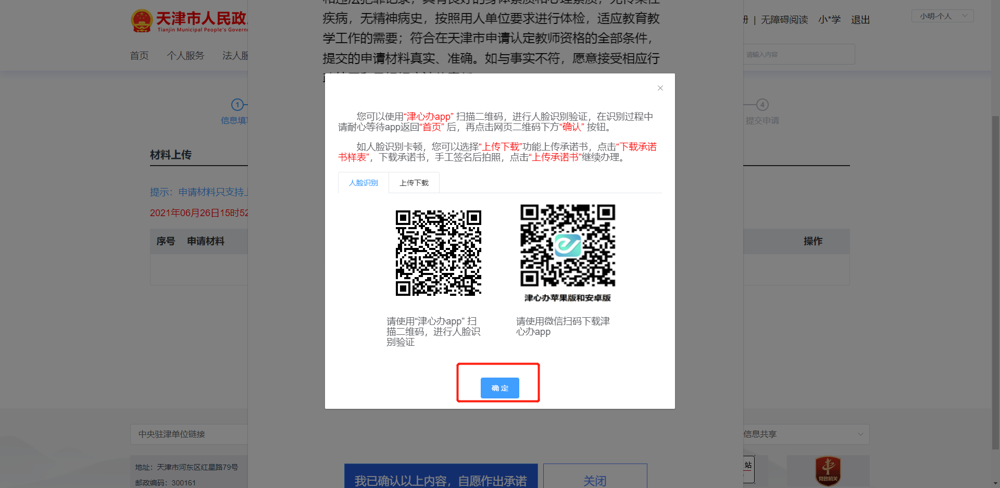 疾病，无精神病史，按照用人单位要求进行体检，适应教育教
学工作的需要；符合在天津市申请认定教师资格的全部条件，
提交的申请材料真实、准确。如与事实不符，愿意接受相应行
天津市人民政
Tianjin Municipal People's Govern
册 | 无障碍阅读 小*学 退出
小明-个人
首页 个人服务 法人服
请输入内容
1
信息填写
4
提交申请
材料上传
提示：申请材料只支持上
2021年06月26日15时52
序号 申请材料
操作
您可以使用“津心办app” 扫描二维码，进行人脸识别验证，在识别过程中
请耐心等待app返回“首页” 后，再点击网页二维码下方“确认” 按钮。
如人脸识别卡顿，您可以选择“上传下载”功能上传承诺书，点击“下载承诺
书样表”，下载承诺书，手工签名后拍照，点击“上传承诺书”继续办理。
人脸识别 上传下载
津心办苹果版和安卓版
请使用“津心办app” 扫
描二维码，进行人脸识
别验证
请使用微信扫码下载津
心办app
确 定
中央驻津单位链接
信息共享
地址：天津市河东区红星路79号
邮政编码：300161
我已确认以上内容，自愿作出承诺
关闭
站
党政机关